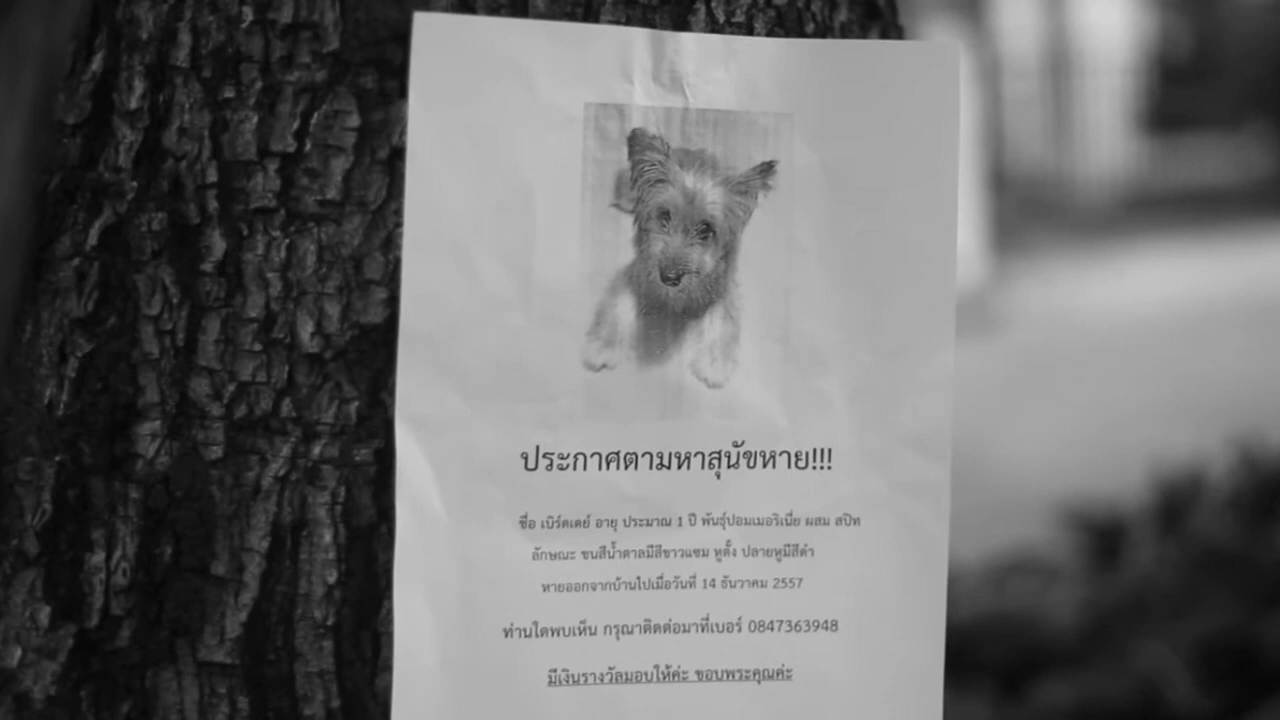 ประกาศตามหาสุนัขหาย!!!
ชื่อ เบิร์ดเดย์ อายุ ประมาณ 1 ปี พันธุ์ปอมเมอริเนี่ย ผสม สปิท
ลักษณะ ขนสีน้ำตาลมีสีขาวแซม หูตั้ง ปลายหูมีสีดำ
หายออกจากบ้านไปเมื่อวันที่ 14 ธันวาคม 2557
ท่านใดพบเห็น กรุณาติดต่อมาที่เบอร์ 0847363948
มีเงินรางวัลมอบให้ค่ะ ขอบพระคุณค่ะ